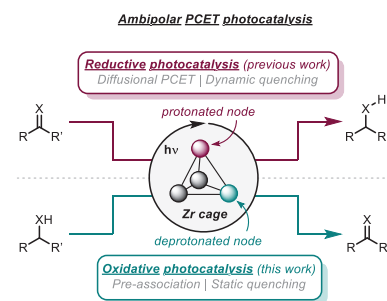 Ambipolar PCET photocatalysis
Reductive photocatalysis (previous work)
Diffusional PCET | Dynamic quenching
protonated node
X
R R'
hν
Zr cage
X H
R R'
XH
R R'
deprotonated node
X
R R'
Oxidative photocatalysis (this work)
Pre-association | Static quenching